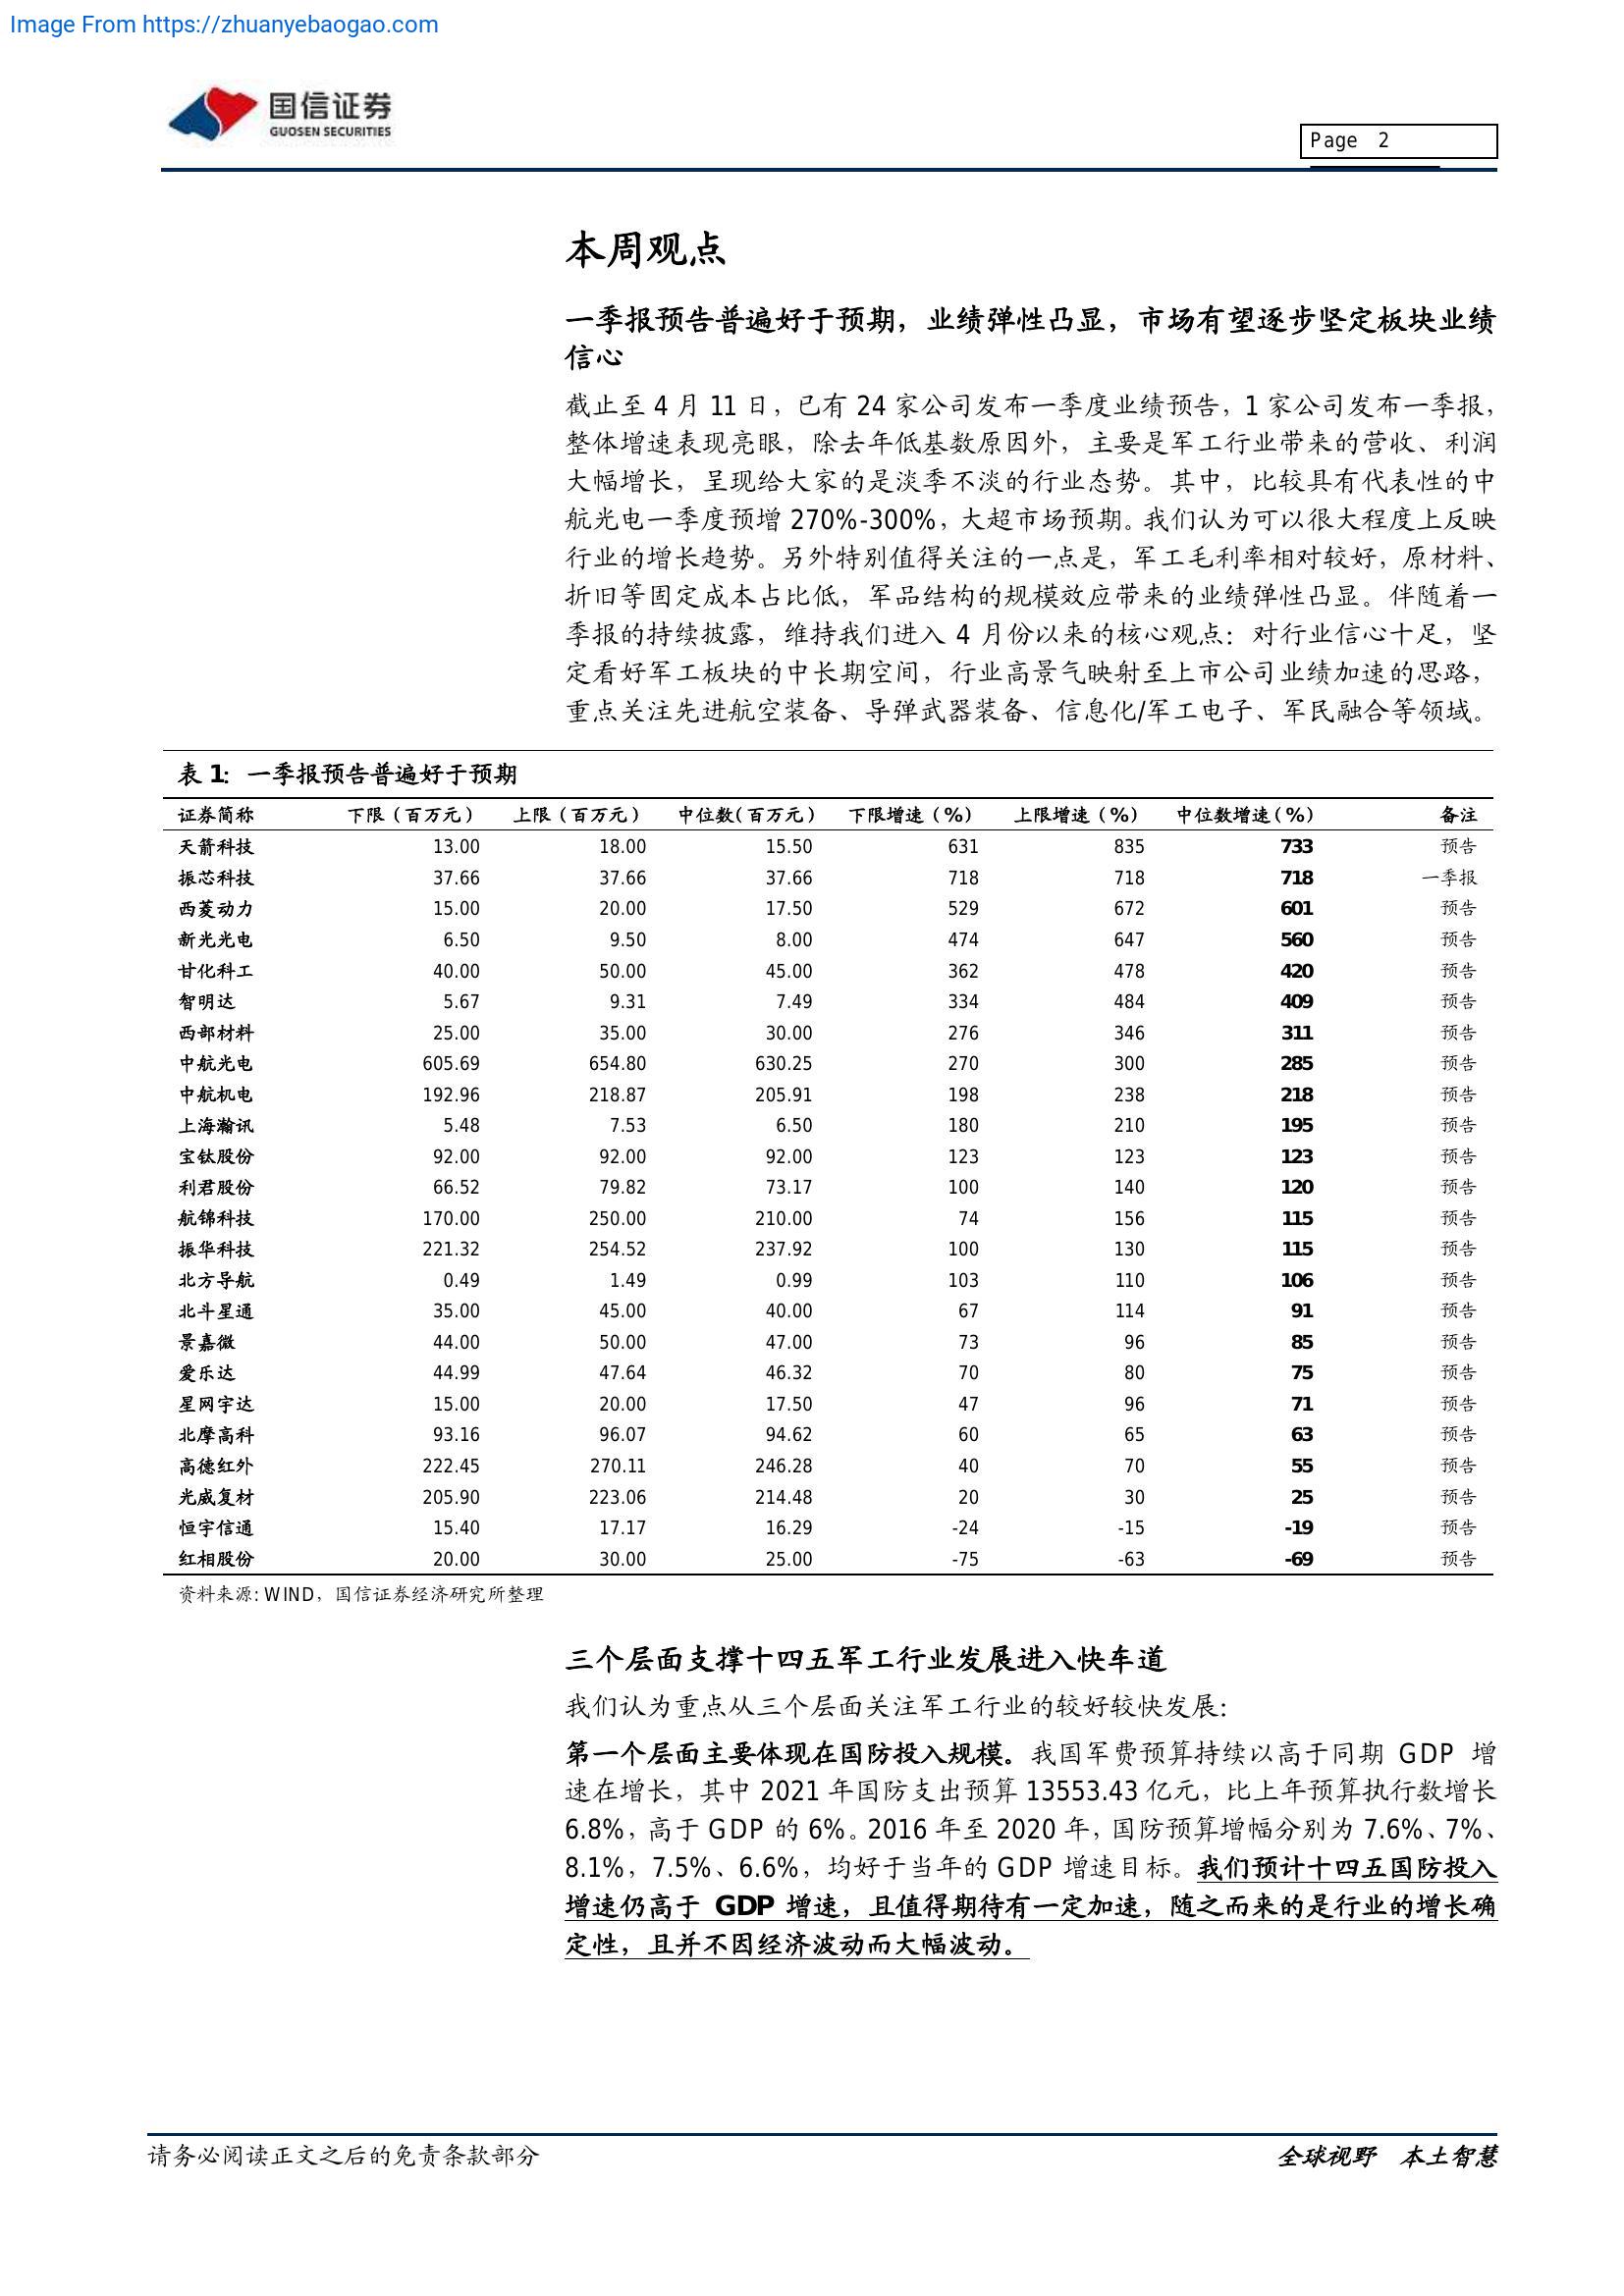 Image From https://zhuanyebaogao.com
国信证券
GUOSEN SECURITIES
Page 2
本周观点
一季报预告普遍好于预期，业绩弹性凸显，市场有望逐步坚定板块业绩
信心
截止至 4 月 11 日，已有 24 家公司发布一季度业绩预告，1 家公司发布一季报，
整体增速表现亮眼，除去年低基数原因外，主要是军工行业带来的营收、利润
大幅增长，呈现给大家的是淡季不淡的行业态势。其中，比较具有代表性的中
航光电一季度预增 270%-300%，大超市场预期。我们认为可以很大程度上反映
行业的增长趋势。另外特别值得关注的一点是，军工毛利率相对较好，原材料、
折旧等固定成本占比低，军品结构的规模效应带来的业绩弹性凸显。伴随着一
季报的持续披露，维持我们进入 4 月份以来的核心观点：对行业信心十足，坚
定看好军工板块的中长期空间，行业高景气映射至上市公司业绩加速的思路，
重点关注先进航空装备、导弹武器装备、信息化/军工电子、军民融合等领域。
表 1：一季报预告普遍好于预期
证券简称 下限（百万元） 上限（百万元） 中位数(百万元） 下限增速（%） 上限增速（%） 中位数增速(%） 备注
天箭科技 13.00 18.00 15.50 631 835 733 预告
振芯科技 37.66 37.66 37.66 718 718 718 一季报
西菱动力 15.00 20.00 17.50 529 672 601 预告
新光光电 6.50 9.50 8.00 474 647 560 预告
甘化科工 40.00 50.00 45.00 362 478 420 预告
智明达 5.67 9.31 7.49 334 484 409 预告
西部材料 25.00 35.00 30.00 276 346 311 预告
中航光电 605.69 654.80 630.25 270 300 285 预告
中航机电 192.96 218.87 205.91 198 238 218 预告
上海瀚讯 5.48 7.53 6.50 180 210 195 预告
宝钛股份 92.00 92.00 92.00 123 123 123 预告
利君股份 66.52 79.82 73.17 100 140 120 预告
航锦科技 170.00 250.00 210.00 74 156 115 预告
振华科技 221.32 254.52 237.92 100 130 115 预告
北方导航 0.49 1.49 0.99 103 110 106 预告
北斗星通 35.00 45.00 40.00 67 114 91 预告
景嘉微 44.00 50.00 47.00 73 96 85 预告
爱乐达 44.99 47.64 46.32 70 80 75 预告
星网宇达 15.00 20.00 17.50 47 96 71 预告
北摩高科 93.16 96.07 94.62 60 65 63 预告
高德红外 222.45 270.11 246.28 40 70 55 预告
光威复材 205.90 223.06 214.48 20 30 25 预告
恒宇信通 15.40 17.17 16.29 -24 -15 -19 预告
红相股份 20.00 30.00 25.00 -75 -63 -69 预告
资料来源: WIND，国信证券经济研究所整理
三个层面支撑十四五军工行业发展进入快车道
我们认为重点从三个层面关注军工行业的较好较快发展：
第一个层面主要体现在国防投入规模。我国军费预算持续以高于同期 GDP 增
速在增长，其中 2021 年国防支出预算 13553.43 亿元，比上年预算执行数增长
6.8%，高于 GDP 的 6%。2016 年至 2020 年，国防预算增幅分别为 7.6%、7%、
8.1%，7.5%、6.6%，均好于当年的 GDP 增速目标。我们预计十四五国防投入
增速仍高于 GDP 增速，且值得期待有一定加速，随之而来的是行业的增长确
定性，且并不因经济波动而大幅波动。
请务必阅读正文之后的免责条款部分
全球视野 本土智慧